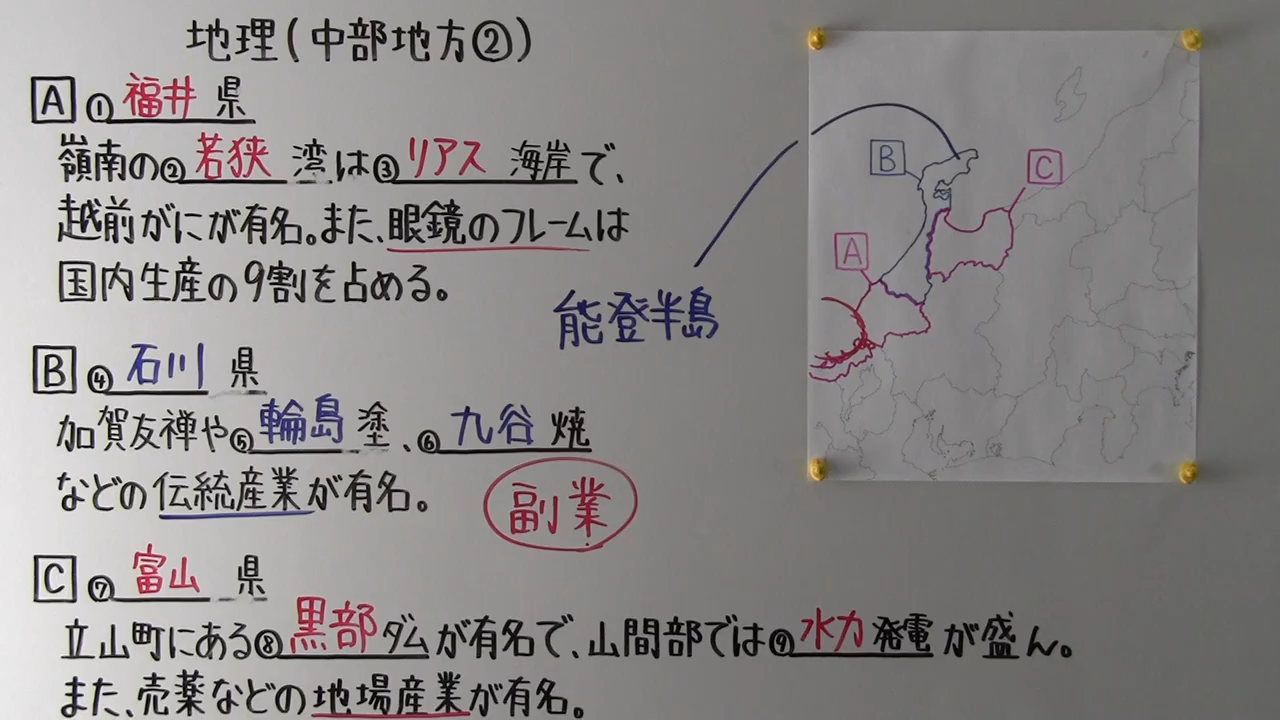 地理(中部地方②)
A ①福井県
嶺南の②若狭湾は③リアス海岸で、
越前がにが有名。また、眼鏡のフレームは
国内生産の9割を占める。
B ④石川県
加賀友禅や⑤輪島塗、⑥九谷焼
などの伝統産業が有名。
副業
C ⑦富山県
立山町にある⑧黒部ダムが有名で、山間部では⑨水力発電が盛ん。
また、売薬などの地場産業が有名。
能登半島
B
C
A